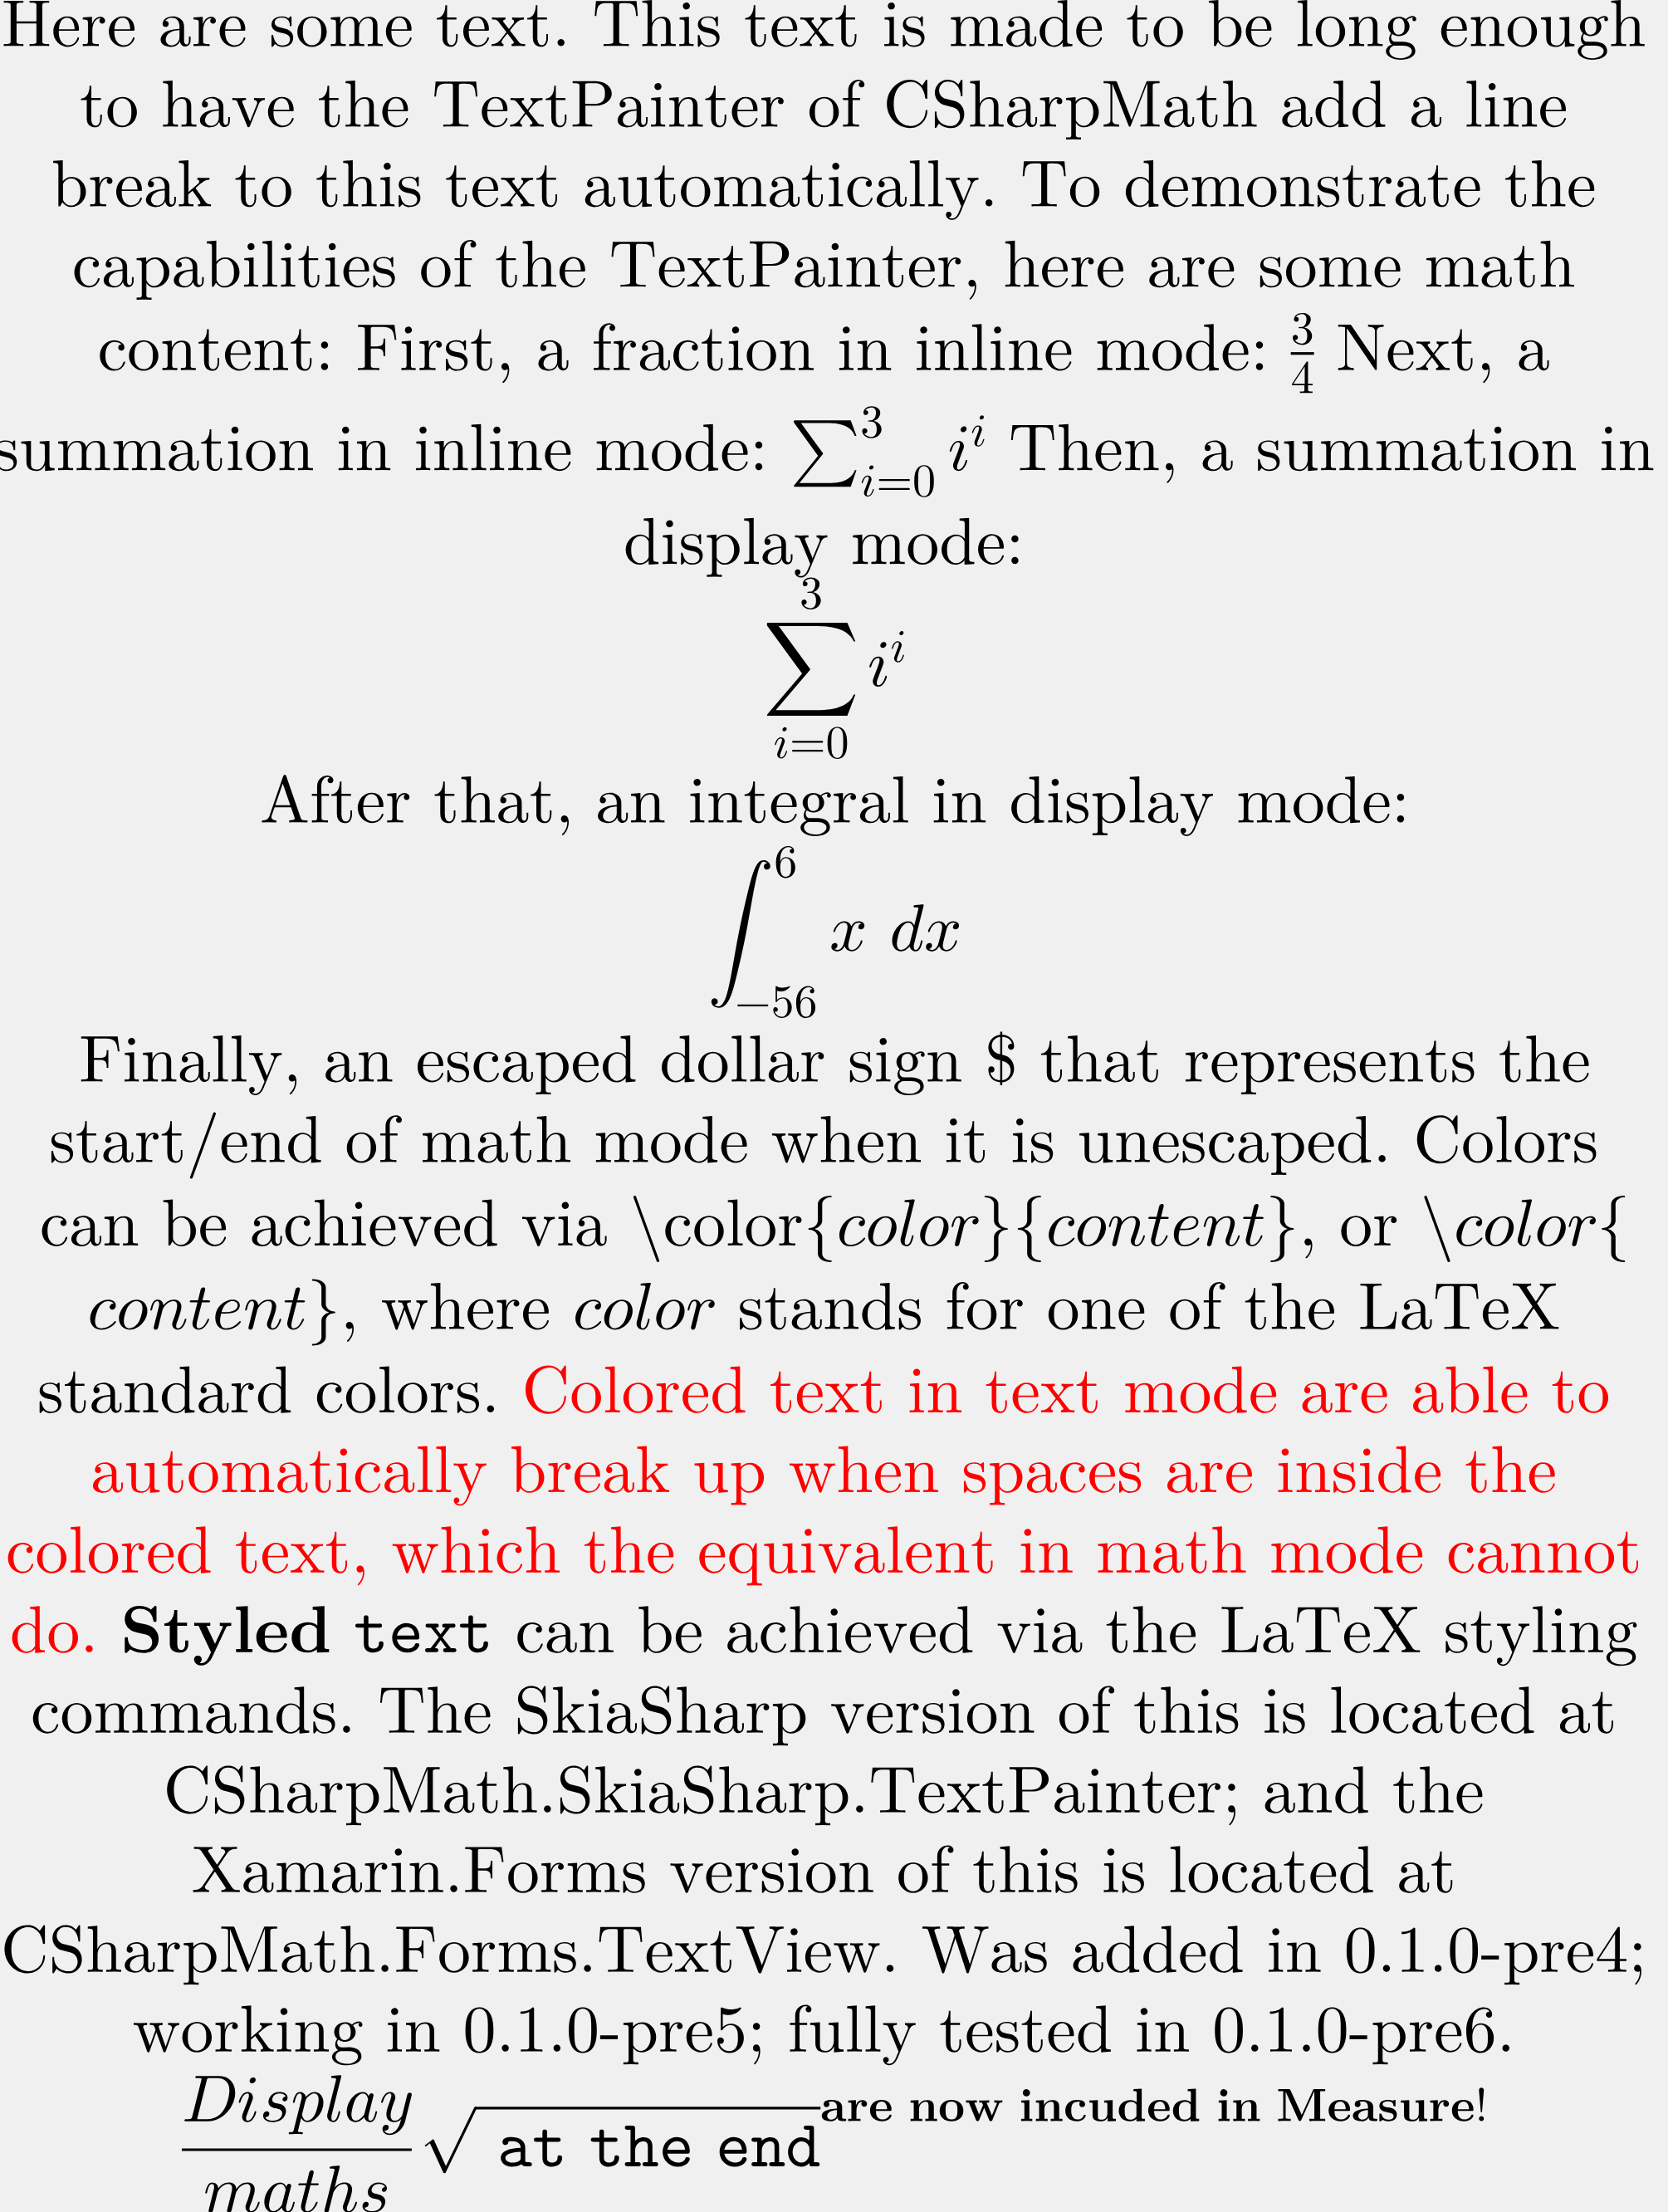 Here are some text. This text is made to be long enough
to have the TextPainter of CSharpMath add a line
break to this text automatically. To demonstrate the
capabilities of the TextPainter, here are some math
content: First, a fraction in inline mode: $\frac{3}{4}$ Next, a
summation in inline mode: $\sum_{i=0}^{3} i^i$ Then, a summation in
display mode:
$$\sum_{i=0}^{3} i^i$$
After that, an integral in display mode:
$$\int_{-56}^{6} x \ dx$$
Finally, an escaped dollar sign $ that represents the
start/end of math mode when it is unescaped. Colors
can be achieved via \color{color}{content}, or \color{
content}, where color stands for one of the LaTeX
standard colors. Colored text in text mode are able to
automatically break up when spaces are inside the
colored text, which the equivalent in math mode cannot
do. Styled text can be achieved via the LaTeX styling
commands. The SkiaSharp version of this is located at
CSharpMath.SkiaSharp.TextPainter; and the
Xamarin.Forms version of this is located at
CSharpMath.Forms.TextView. Was added in 0.1.0-pre4;
working in 0.1.0-pre5; fully tested in 0.1.0-pre6.
$$\frac{Display}{maths} \sqrt{\text{at the end}}^{\text{are now incuded in Measure!}}$$